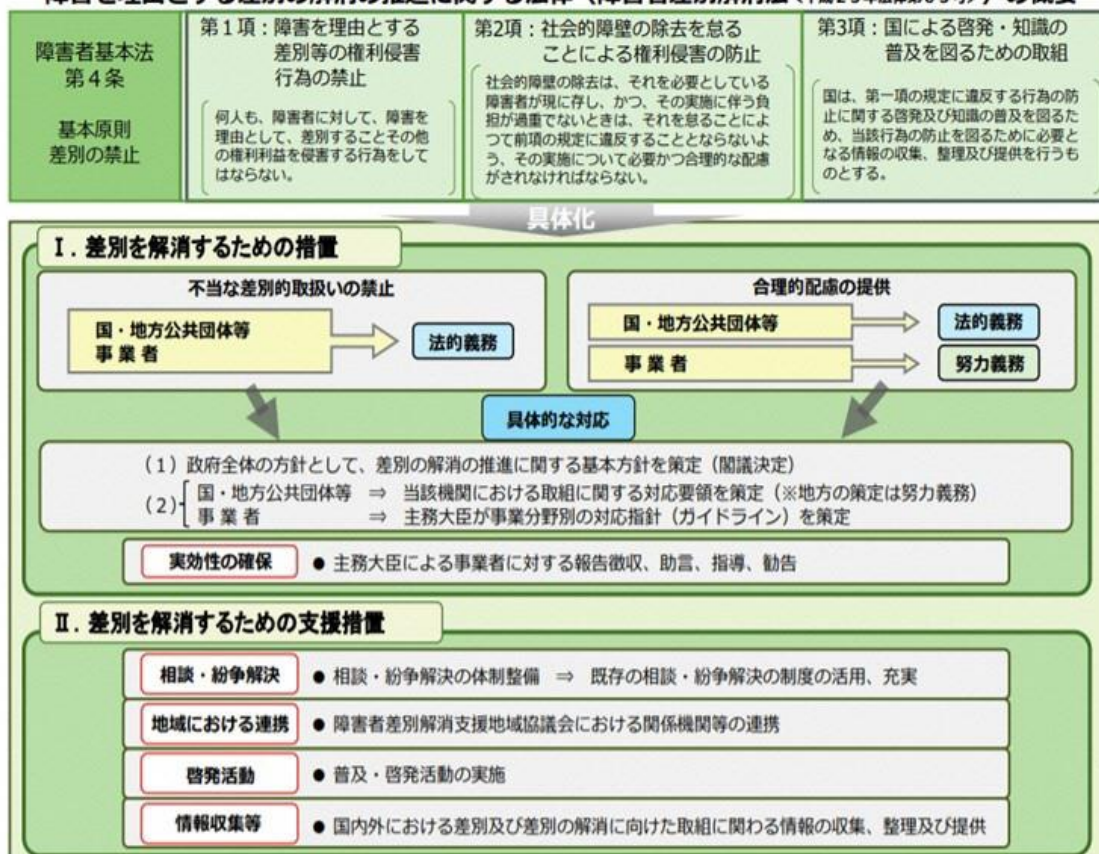 障害を理由とする差別の解消の推進に関する法律（障害者差別解消法
の概要
障害者基本法
第４条
基本原則
差別の禁止
第１項：障害を理由とする
差別等の権利侵害
行為の禁止
何人も、障害者に対して、障害を
理由として、差別することその他
の権利利益を侵害する行為をして
はならない。
第２項：社会的障壁の除去を怠る
ことによる権利侵害の防止
社会的障壁の除去は、それを必要としている
障害者が現に存し、かつ、その実施に伴う負
担が過重でないときは、それを怠ることによ
つて前項の規定に違反することとならないよ
う、その実施について必要かつ合理的な配慮
がされなければならない。
第3項：国による啓発・知識の
普及を図るための取組
国は、第一項の規定に違反する行為の防
止に関する啓発及び知識の普及を図るた
め、当該行為の防止を図るために必要と
なる情報の収集、整理及び提供を行うも
のとする。
具体化
Ⅰ．差別を解消するための措置
不当な差別的取扱いの禁止
国・地方公共団体等
事 業 者
法的義務
合理的配慮の提供
国・地方公共団体等
法的義務
事 業 者
努力義務
具体的な対応
（１）政府全体の方針として、差別の解消の推進に関する基本方針を策定（閣議決定）
（２）
国・地方公共団体等 ⇒ 当該機関における取組に関する対応要領を策定（※地方の策定は努力義務）
事 業 者 ⇒ 主務大臣が事業分野別の対応指針（ガイドライン）を策定
実効性の確保 ● 主務大臣による事業者に対する報告徴収、助言、指導、勧告
Ⅱ．差別を解消するための支援措置
相談・紛争解決 ● 相談・紛争解決の体制整備 ⇒ 既存の相談・紛争解決の制度の活用、充実
地域における連携 ● 障害者差別解消支援地域協議会における関係機関等の連携
啓発活動 ● 普及・啓発活動の実施
情報収集等 ● 国内外における差別及び差別の解消に向けた取組に関わる情報の収集、整理及び提供